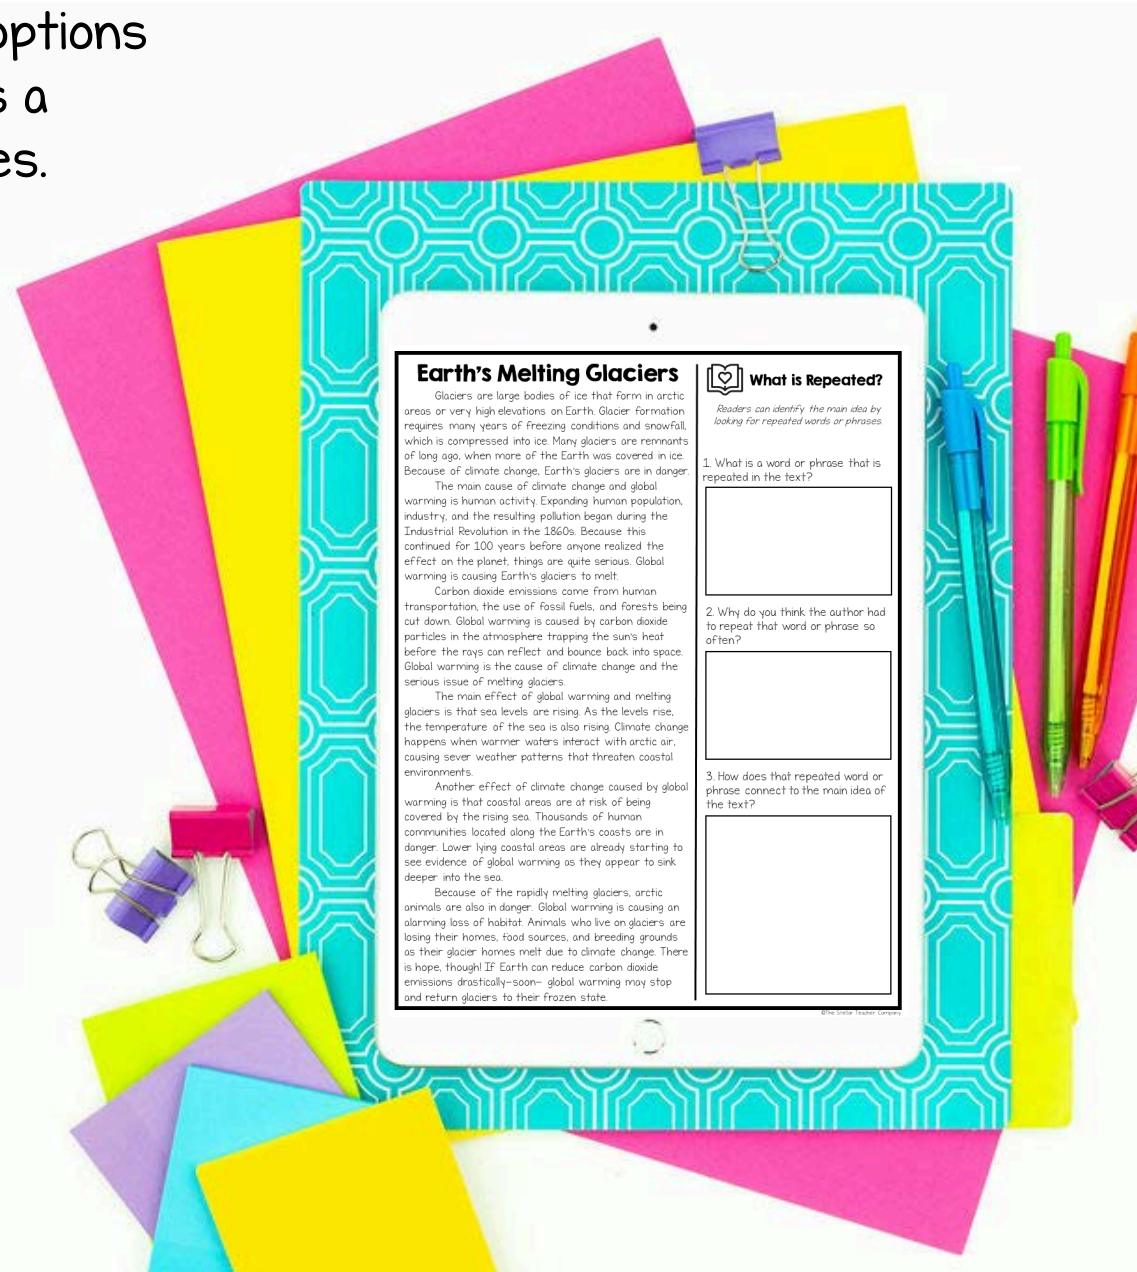 options
s a
es.
Earth's Melting Glaciers
Glaciers are large bodies of ice that form in arctic
areas or very high elevations on Earth. Glacier formation
requires many years of freezing conditions and snowfall,
which is compressed into ice. Many glaciers are remnants
of long ago, when more of the Earth was covered in ice.
Because of climate change, Earth's glaciers are in danger.
The main cause of climate change and global
warming is human activity. Expanding human population,
industry, and the resulting pollution began during the
Industrial Revolution in the 1860s. Because this
continued for 100 years before anyone realized the
effect on the planet, things are quite serious. Global
warming is causing Earth's glaciers to melt.
Carbon dioxide emissions come from human
transportation, the use of fossil fuels, and forests being
cut down. Global warming is caused by carbon dioxide
particles in the atmosphere trapping the sun's heat
before the rays can reflect and bounce back into space.
Global warming is the cause of climate change and the
serious issue of melting glaciers.
The main effect of global warming and melting
glaciers is that sea levels are rising. As the levels rise,
the temperature of the sea is also rising. Climate change
happens when warmer waters interact with arctic air,
causing sever weather patterns that threaten coastal
environments.
Another effect of climate change caused by global
warming is that coastal areas are at risk of being
covered by the rising sea. Thousands of human
communities located along the Earth's coasts are in
danger. Lower lying coastal areas are already starting to
see evidence of global warming as they appear to sink
deeper into the sea.
Because of the rapidly melting glaciers, arctic
animals are also in danger. Global warming is causing an
alarming loss of habitat. Animals who live on glaciers are
losing their homes, food sources, and breeding grounds
as their glacier homes melt due to climate change. There
is hope, though! If Earth can reduce carbon dioxide
emissions drastically-soon- global warming may stop
and return glaciers to their frozen state.
What is Repeated?
Readers can identify the main idea by
looking for repeated words or phrases.
1. What is a word or phrase that is
repeated in the text?
2. Why do you think the author had
to repeat that word or phrase so
often?
3. How does that repeated word or
phrase connect to the main idea of
the text?
©The Stellar Teacher Company